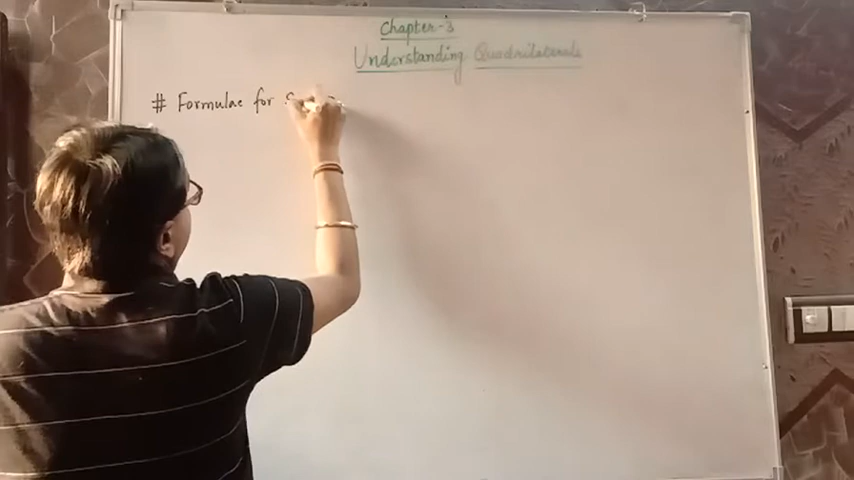 Chapter-3
Understanding Quadrilaterals
# Formulae for